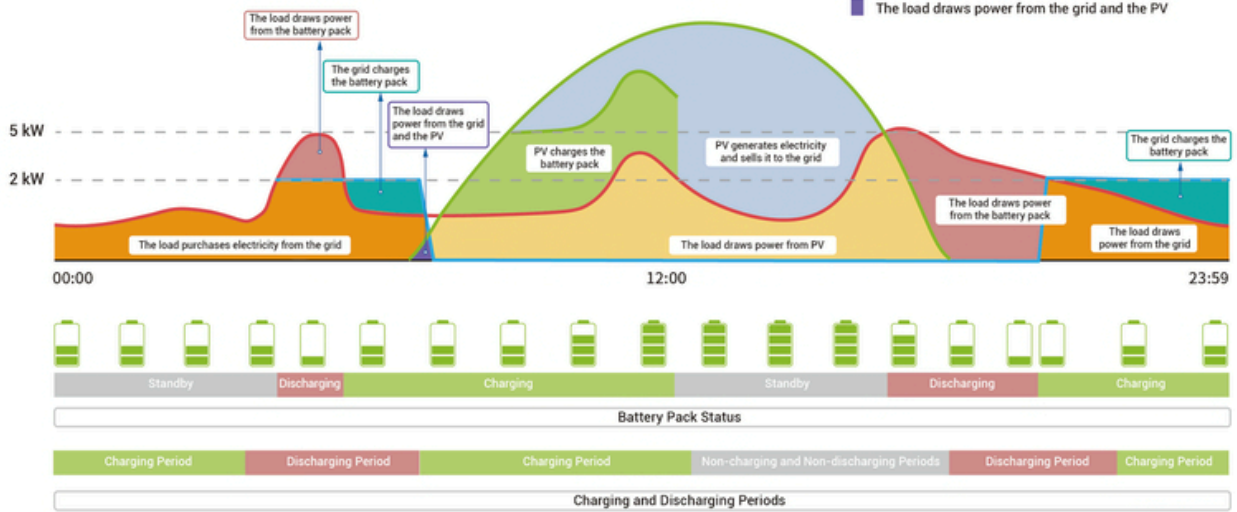 The load draws power from the grid and the PV
The load draws power
from the battery pack
The grid charges
the battery pack
The load draws
power from the grid
and the PV
5 kW
2 kW
PV charges the
battery pack
PV generates electricity
and sells it to the grid
The grid charges the
battery pack
The load draws power
from the battery pack
The load draws
power from the grid
The load purchases electricity from the grid
The load draws power from PV
00:00
12:00
23:59
Standby
Discharging
Charging
Standby
Discharging
Charging
Battery Pack Status
Charging Period
Discharging Period
Charging Period
Non-charging and Non-discharging Periods
Discharging Period
Charging Period
Charging and Discharging Periods